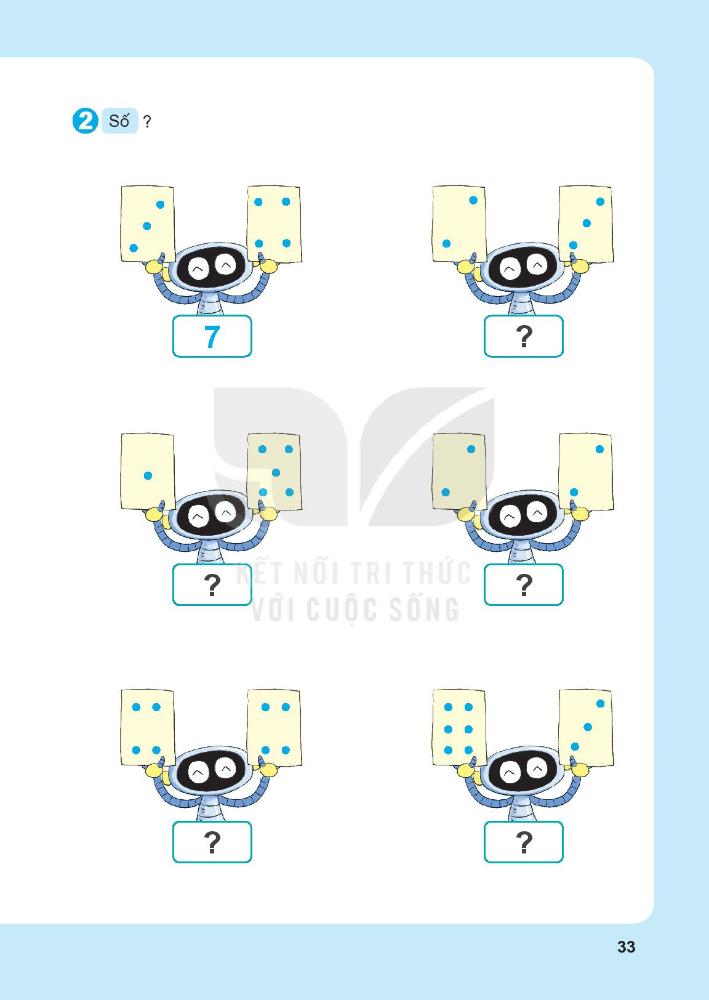 2 Số ?
7 ?
? ?
KẾT NỐI TRI THỨC
VỚI CUỘC SỐNG
? ?
33